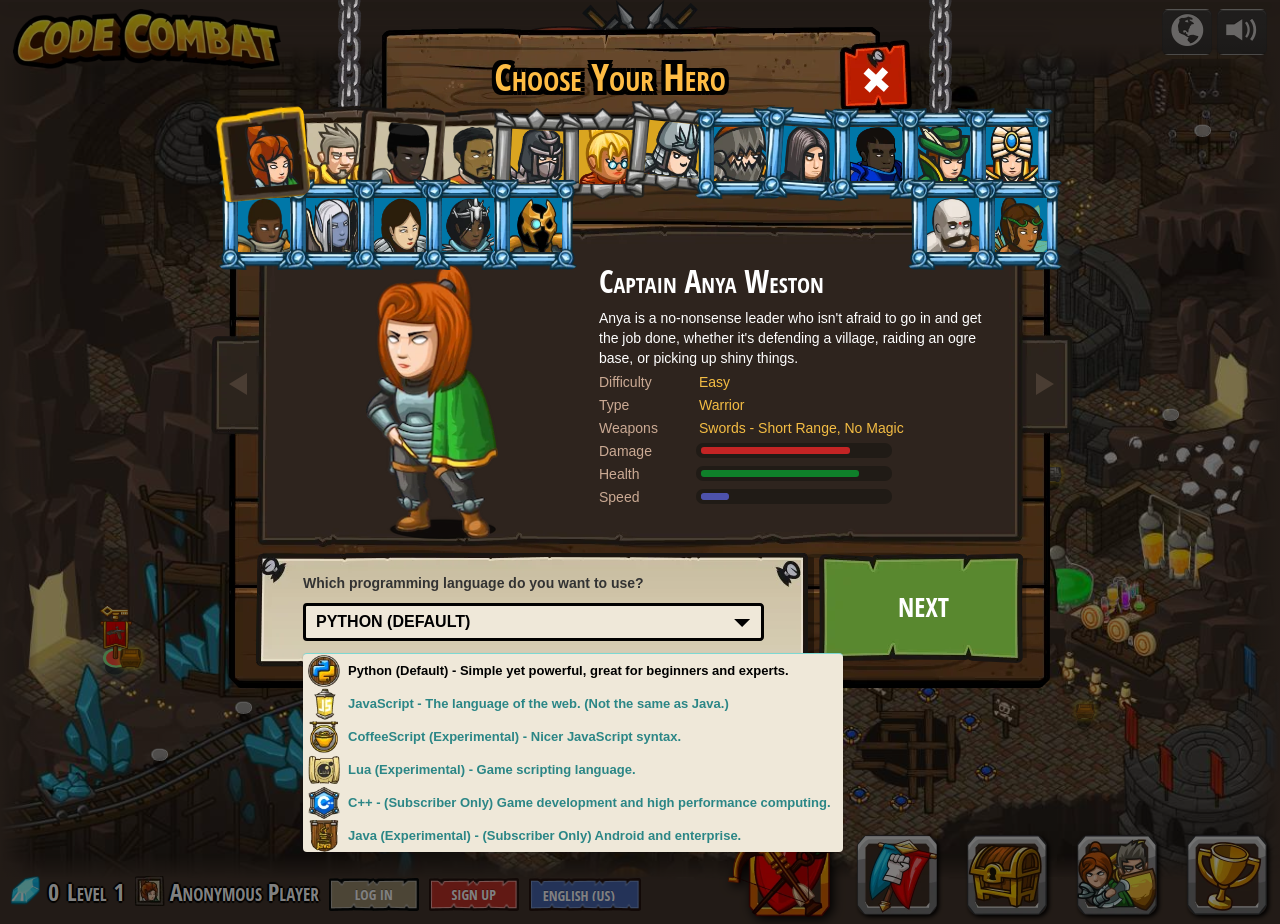 CODE COMBAT
Choose Your Hero
Captain Anya Weston
Anya is a no-nonsense leader who isn't afraid to go in and get
the job done, whether it's defending a village, raiding an ogre
base, or picking up shiny things.
Difficulty Easy
Type Warrior
Weapons Swords - Short Range, No Magic
Damage
Health
Speed
Which programming language do you want to use?
PYTHON (DEFAULT)
NEXT
Python (Default) - Simple yet powerful, great for beginners and experts.
JavaScript - The language of the web. (Not the same as Java.)
CoffeeScript (Experimental) - Nicer JavaScript syntax.
Lua (Experimental) - Game scripting language.
C++ - (Subscriber Only) Game development and high performance computing.
Java (Experimental) - (Subscriber Only) Android and enterprise.
0 Level 1 Anonymous Player LOG IN SIGN UP ENGLISH (US)